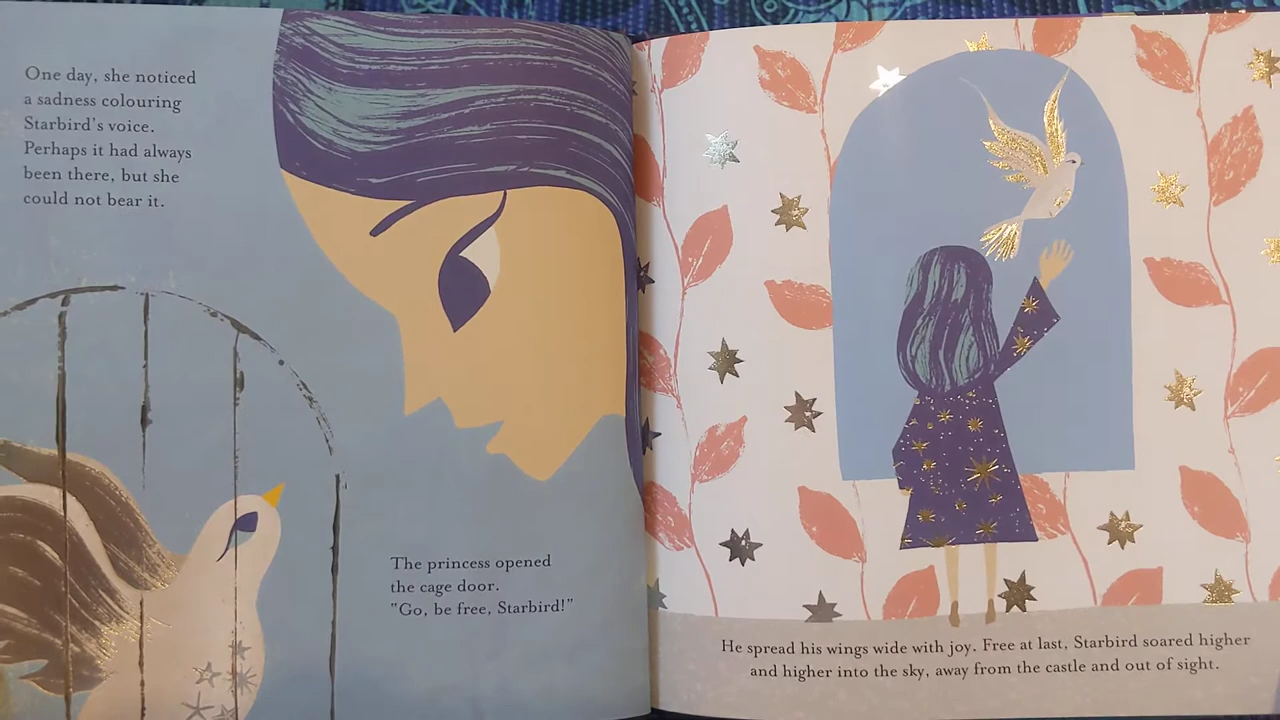 One day, she noticed
a sadness colouring
Starbird's voice.
Perhaps it had always
been there, but she
could not bear it.
The princess opened
the cage door.
"Go, be free, Starbird!"
He spread his wings wide with joy. Free at last, Starbird soared higher
and higher into the sky, away from the castle and out of sight.